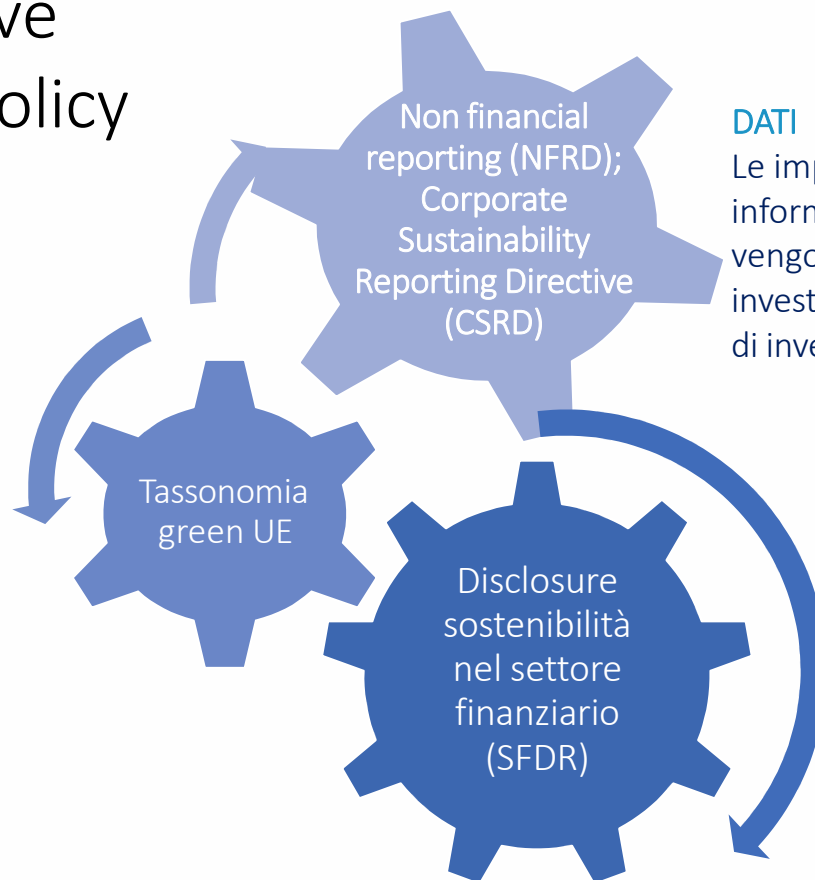 ve
olicy
Non financial
reporting (NFRD);
Corporate
Sustainability
Reporting Directive
(CSRD)
DATI
Le imp
inforn
vengo
invest
di inve
Tassonomia
green UE
Disclosure
sostenibilità
nel settore
finanziario
(SFDR)